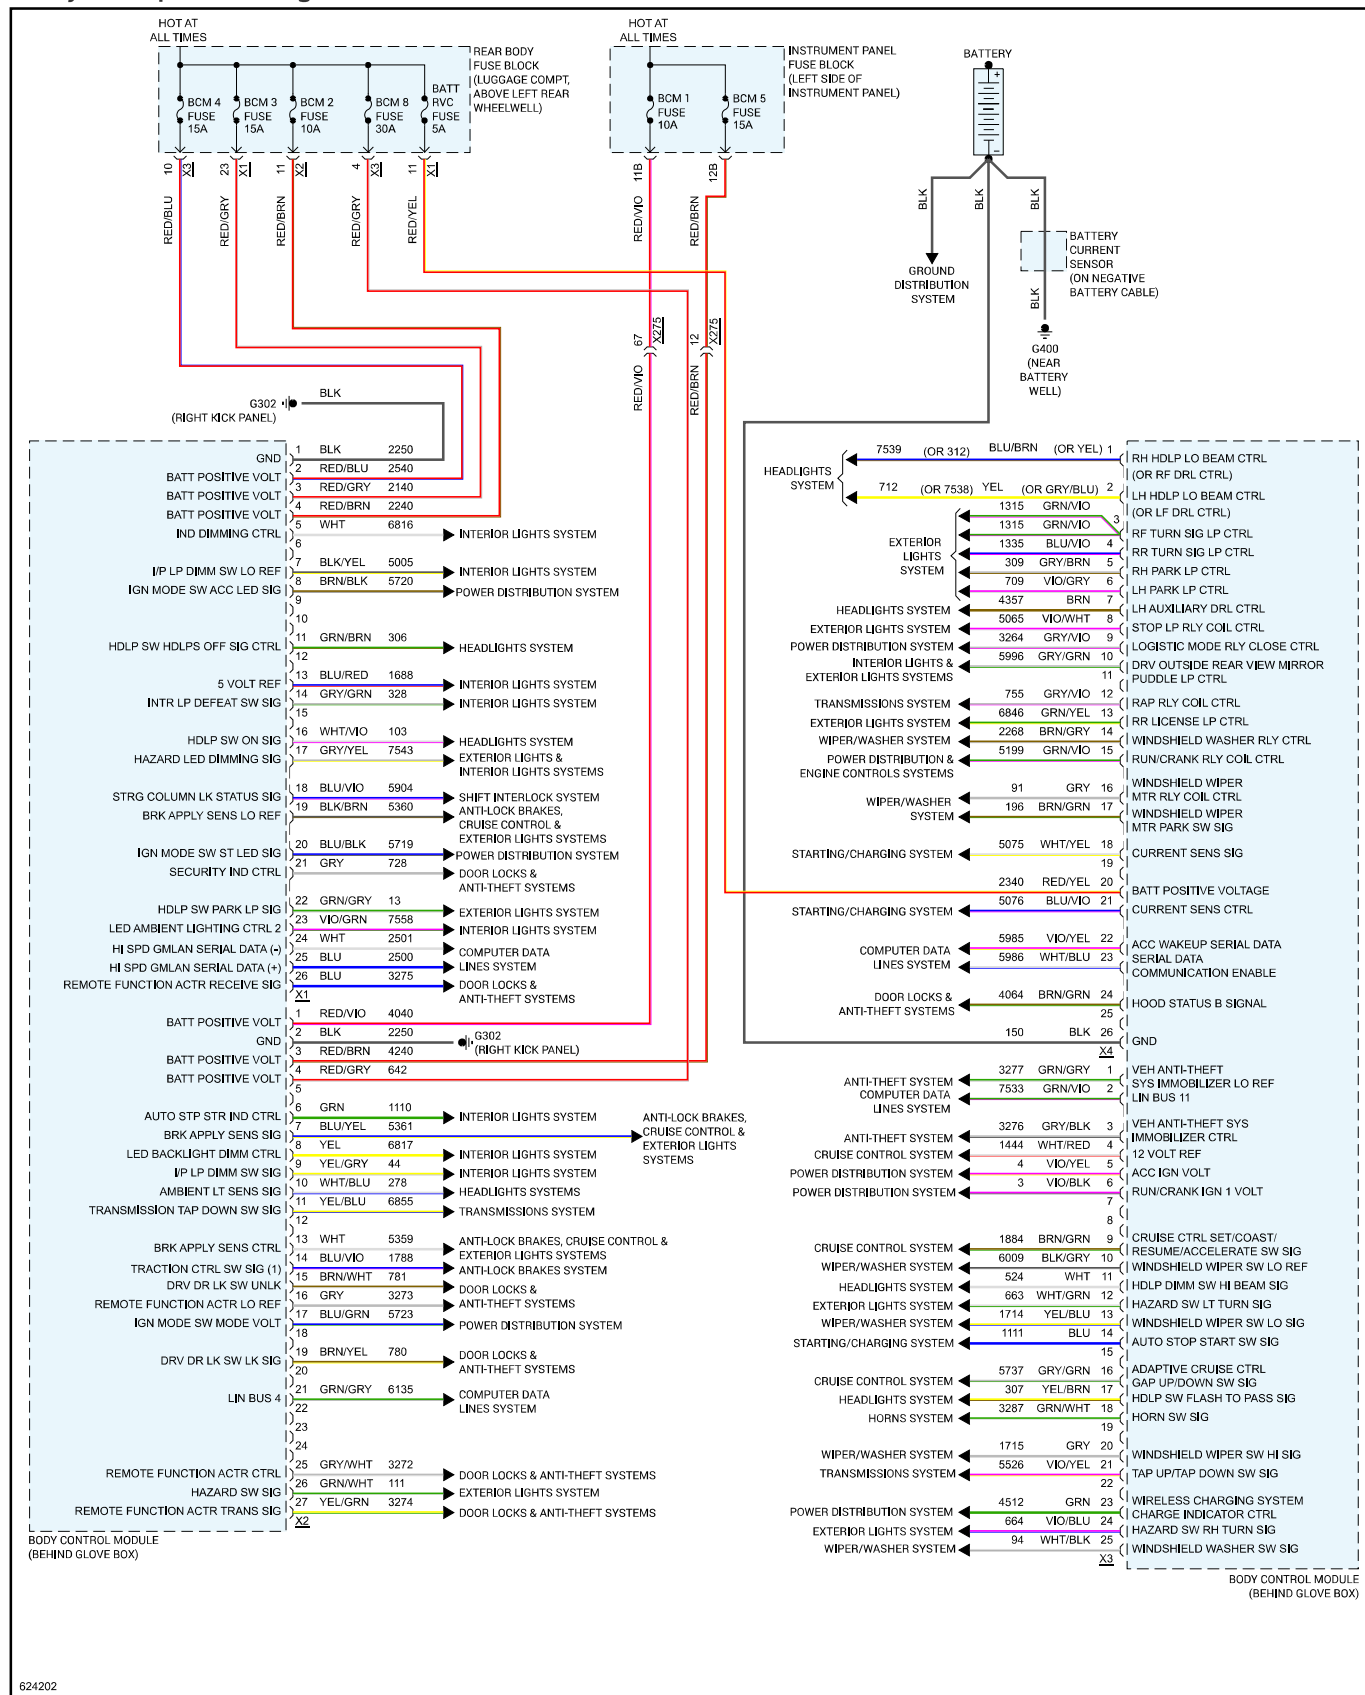 HOT AT
ALL TIMES
REAR BODY
FUSE BLOCK
(LUGGAGE COMPT,
ABOVE LEFT REAR
WHEELWELL)
BCM 4
FUSE
15A
BCM 3
FUSE
15A
BCM 2
FUSE
10A
BCM 8
FUSE
30A
BATT
RVC
FUSE
5A
10 X3
23 X1
11 X2
4 X3
11 X1
RED/BLU
RED/GRY
RED/BRN
RED/GRY
RED/YEL
HOT AT
ALL TIMES
INSTRUMENT PANEL
FUSE BLOCK
(LEFT SIDE OF
INSTRUMENT PANEL)
BCM 1
FUSE
10A
BCM 5
FUSE
15A
11B
12B
RED/VIO
RED/BRN
67 X275
12 X275
RED/VIO
RED/BRN
BATTERY
+
−
BLK
BLK
BLK
GROUND
DISTRIBUTION
SYSTEM
BATTERY
CURRENT
SENSOR
(ON NEGATIVE
BATTERY CABLE)
BLK
G400
(NEAR
BATTERY
WELL)
G302
(RIGHT KICK PANEL)
BLK
GND 1 BLK 2250
BATT POSITIVE VOLT 2 RED/BLU 2540
BATT POSITIVE VOLT 3 RED/GRY 2140
BATT POSITIVE VOLT 4 RED/BRN 2240
IND DIMMING CTRL 5 WHT 6816 INTERIOR LIGHTS SYSTEM
6
I/P LP DIMM SW LO REF 7 BLK/YEL 5005 INTERIOR LIGHTS SYSTEM
IGN MODE SW ACC LED SIG 8 BRN/BLK 5720 POWER DISTRIBUTION SYSTEM
9
10
HDLP SW HDLPS OFF SIG CTRL 11 GRN/BRN 306 HEADLIGHTS SYSTEM
12
5 VOLT REF 13 BLU/RED 1688 INTERIOR LIGHTS SYSTEM
INTR LP DEFEAT SW SIG 14 GRY/GRN 328 INTERIOR LIGHTS SYSTEM
15
HDLP SW ON SIG 16 WHT/VIO 103 HEADLIGHTS SYSTEM
HAZARD LED DIMMING SIG 17 GRY/YEL 7543 EXTERIOR LIGHTS &
INTERIOR LIGHTS SYSTEMS
STRG COLUMN LK STATUS SIG 18 BLU/VIO 5904 SHIFT INTERLOCK SYSTEM
BRK APPLY SENS LO REF 19 BLK/BRN 5360 ANTI-LOCK BRAKES,
CRUISE CONTROL &
EXTERIOR LIGHTS SYSTEMS
IGN MODE SW ST LED SIG 20 BLU/BLK 5719 POWER DISTRIBUTION SYSTEM
SECURITY IND CTRL 21 GRY 728 DOOR LOCKS &
ANTI-THEFT SYSTEMS
HDLP SW PARK LP SIG 22 GRN/GRY 13 EXTERIOR LIGHTS SYSTEM
LED AMBIENT LIGHTING CTRL 2 23 VIO/GRN 7558 INTERIOR LIGHTS SYSTEM
HI SPD GMLAN SERIAL DATA (-) 24 WHT 2501 COMPUTER DATA
HI SPD GMLAN SERIAL DATA (+) 25 BLU 2500 LINES SYSTEM
REMOTE FUNCTION ACTR RECEIVE SIG 26 BLU 3275 DOOR LOCKS &
X1 ANTI-THEFT SYSTEMS
BATT POSITIVE VOLT 1 RED/VIO 4040
GND 2 BLK 2250 G302
(RIGHT KICK PANEL)
BATT POSITIVE VOLT 3 RED/BRN 4240
BATT POSITIVE VOLT 4 RED/GRY 642
5
AUTO STP STR IND CTRL 6 GRN 1110 INTERIOR LIGHTS SYSTEM
BRK APPLY SENS SIG 7 BLU/YEL 5361 ANTI-LOCK BRAKES,
CRUISE CONTROL &
EXTERIOR LIGHTS
SYSTEMS
LED BACKLIGHT DIMM CTRL 8 YEL 6817 INTERIOR LIGHTS SYSTEM
I/P LP DIMM SW SIG 9 YEL/GRY 44 INTERIOR LIGHTS SYSTEM
AMBIENT LT SENS SIG 10 WHT/BLU 278 HEADLIGHTS SYSTEMS
TRANSMISSION TAP DOWN SW SIG 11 YEL/BLU 6855 TRANSMISSIONS SYSTEM
12
BRK APPLY SENS CTRL 13 WHT 5359 ANTI-LOCK BRAKES, CRUISE CONTROL &
EXTERIOR LIGHTS SYSTEMS
TRACTION CTRL SW SIG (1) 14 BLU/VIO 1788 ANTI-LOCK BRAKES SYSTEM
DRV DR LK SW UNLK 15 BRN/WHT 781 DOOR LOCKS &
REMOTE FUNCTION ACTR LO REF 16 GRY 3273 ANTI-THEFT SYSTEMS
IGN MODE SW MODE VOLT 17 BLU/GRN 5723 POWER DISTRIBUTION SYSTEM
18
DRV DR LK SW LK SIG 19 BRN/YEL 780 DOOR LOCKS &
20 ANTI-THEFT SYSTEMS
LIN BUS 4 21 GRN/GRY 6135 COMPUTER DATA
22 LINES SYSTEM
23
24
REMOTE FUNCTION ACTR CTRL 25 GRY/WHT 3272 DOOR LOCKS & ANTI-THEFT SYSTEMS
HAZARD SW SIG 26 GRN/WHT 111 EXTERIOR LIGHTS SYSTEM
REMOTE FUNCTION ACTR TRANS SIG 27 YEL/GRN 3274 DOOR LOCKS & ANTI-THEFT SYSTEMS
X2
BODY CONTROL MODULE
(BEHIND GLOVE BOX)
HEADLIGHTS
SYSTEM
7539 (OR 312) BLU/BRN (OR YEL) 1 RH HDLP LO BEAM CTRL
(OR RF DRL CTRL)
712 (OR 7538) YEL (OR GRY/BLU) 2 LH HDLP LO BEAM CTRL
(OR LF DRL CTRL)
EXTERIOR
LIGHTS
SYSTEM
1315 GRN/VIO
1315 GRN/VIO 3 RF TURN SIG LP CTRL
1335 BLU/VIO 4 RR TURN SIG LP CTRL
309 GRY/BRN 5 RH PARK LP CTRL
709 VIO/GRY 6 LH PARK LP CTRL
HEADLIGHTS SYSTEM 4357 BRN 7 LH AUXILIARY DRL CTRL
EXTERIOR LIGHTS SYSTEM 5065 VIO/WHT 8 STOP LP RLY COIL CTRL
POWER DISTRIBUTION SYSTEM 3264 GRY/VIO 9 LOGISTIC MODE RLY CLOSE CTRL
INTERIOR LIGHTS &
EXTERIOR LIGHTS SYSTEMS 5996 GRY/GRN 10 DRV OUTSIDE REAR VIEW MIRROR
PUDDLE LP CTRL
11
TRANSMISSIONS SYSTEM 755 GRY/VIO 12 RAP RLY COIL CTRL
EXTERIOR LIGHTS SYSTEM 6846 GRN/YEL 13 RR LICENSE LP CTRL
WIPER/WASHER SYSTEM 2268 BRN/GRY 14 WINDSHIELD WASHER RLY CTRL
POWER DISTRIBUTION &
ENGINE CONTROLS SYSTEMS 5199 GRN/VIO 15 RUN/CRANK RLY COIL CTRL
WIPER/WASHER
SYSTEM
91 GRY 16 WINDSHIELD WIPER
MTR RLY COIL CTRL
196 BRN/GRN 17 WINDSHIELD WIPER
MTR PARK SW SIG
STARTING/CHARGING SYSTEM 5075 WHT/YEL 18 CURRENT SENS SIG
19
2340 RED/YEL 20 BATT POSITIVE VOLTAGE
STARTING/CHARGING SYSTEM 5076 BLU/VIO 21 CURRENT SENS CTRL
COMPUTER DATA
LINES SYSTEM
5985 VIO/YEL 22 ACC WAKEUP SERIAL DATA
5986 WHT/BLU 23 SERIAL DATA
COMMUNICATION ENABLE
DOOR LOCKS &
ANTI-THEFT SYSTEMS 4064 BRN/GRN 24 HOOD STATUS B SIGNAL
25
150 BLK 26 GND
X4
ANTI-THEFT SYSTEM 3277 GRN/GRY 1 VEH ANTI-THEFT
SYS IMMOBILIZER LO REF
COMPUTER DATA
LINES SYSTEM 7533 GRN/VIO 2 LIN BUS 11
ANTI-THEFT SYSTEM 3276 GRY/BLK 3 VEH ANTI-THEFT SYS
IMMOBILIZER CTRL
CRUISE CONTROL SYSTEM 1444 WHT/RED 4 12 VOLT REF
POWER DISTRIBUTION SYSTEM 4 VIO/YEL 5 ACC IGN VOLT
POWER DISTRIBUTION SYSTEM 3 VIO/BLK 6 RUN/CRANK IGN 1 VOLT
7
8
CRUISE CONTROL SYSTEM 1884 BRN/GRN 9 CRUISE CTRL SET/COAST/
RESUME/ACCELERATE SW SIG
WIPER/WASHER SYSTEM 6009 BLK/GRY 10 WINDSHIELD WIPER SW LO REF
HEADLIGHTS SYSTEM 524 WHT 11 HDLP DIMM SW HI BEAM SIG
EXTERIOR LIGHTS SYSTEM 663 WHT/GRN 12 HAZARD SW LT TURN SIG
WIPER/WASHER SYSTEM 1714 YEL/BLU 13 WINDSHIELD WIPER SW LO SIG
STARTING/CHARGING SYSTEM 1111 BLU 14 AUTO STOP START SW SIG
15
CRUISE CONTROL SYSTEM 5737 GRY/GRN 16 ADAPTIVE CRUISE CTRL
GAP UP/DOWN SW SIG
HEADLIGHTS SYSTEM 307 YEL/BRN 17 HDLP SW FLASH TO PASS SIG
HORNS SYSTEM 3287 GRN/WHT 18 HORN SW SIG
19
WIPER/WASHER SYSTEM 1715 GRY 20 WINDSHIELD WIPER SW HI SIG
TRANSMISSIONS SYSTEM 5526 VIO/YEL 21 TAP UP/TAP DOWN SW SIG
22
POWER DISTRIBUTION SYSTEM 4512 GRN 23 WIRELESS CHARGING SYSTEM
CHARGE INDICATOR CTRL
EXTERIOR LIGHTS SYSTEM 664 VIO/BLU 24 HAZARD SW RH TURN SIG
WIPER/WASHER SYSTEM 94 WHT/BLK 25 WINDSHIELD WASHER SW SIG
X3
BODY CONTROL MODULE
(BEHIND GLOVE BOX)
624202